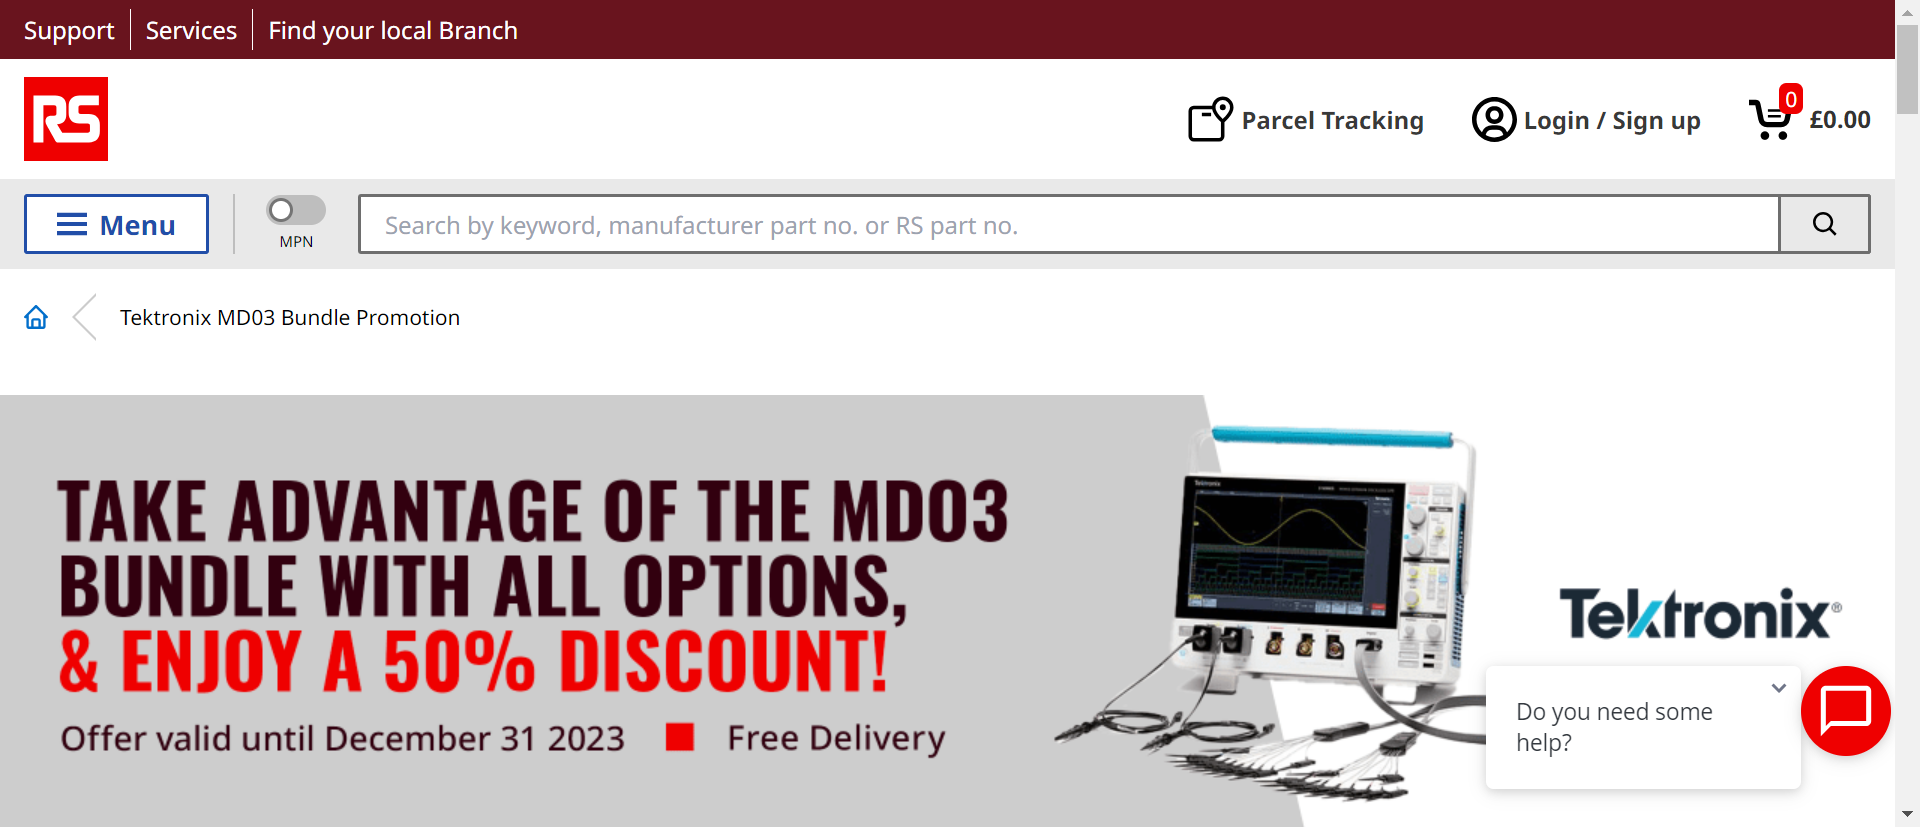 Support
Services
Find your local Branch
RS
Parcel Tracking
Login / Sign up
0
£0.00
Menu
MPN
Search by keyword, manufacturer part no. or RS part no.
Tektronix MD03 Bundle Promotion
TAKE ADVANTAGE OF THE MDO3
BUNDLE WITH ALL OPTIONS,
& ENJOY A 50% DISCOUNT!
Offer valid until December 31 2023
Free Delivery
Tektronix
Tektronix®
Do you need some
help?